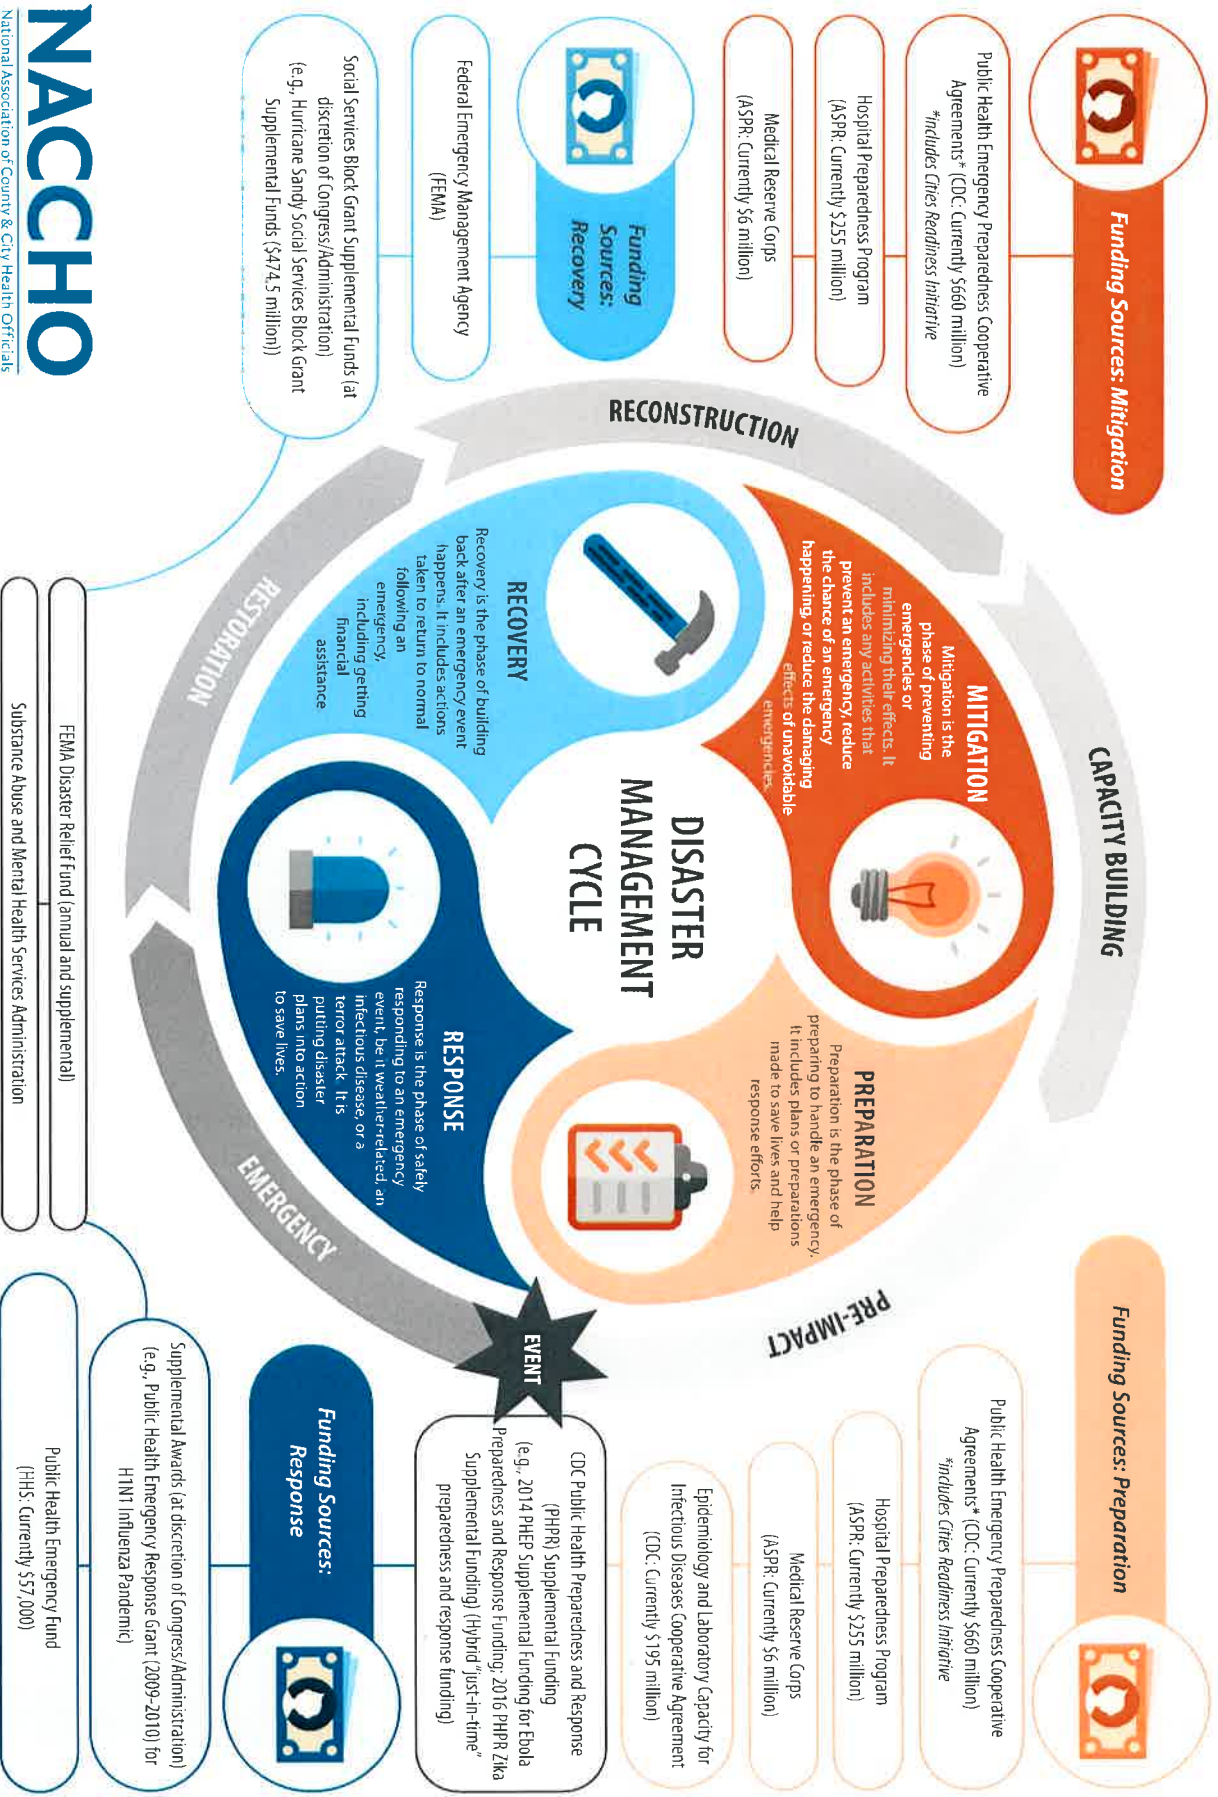 Funding Sources: Mitigation
Public Health Emergency Preparedness Cooperative
Agreements* (CDC: Currently $660 million)
*includes Cities Readiness Initiative
Hospital Preparedness Program
(ASPR: Currently $255 million)
Medical Reserve Corps
(ASPR: Currently $6 million)
Funding
Sources:
Recovery
Federal Emergency Management Agency
(FEMA)
Social Services Block Grant Supplemental Funds (at
discretion of Congress/Administration)
(e.g., Hurricane Sandy Social Services Block Grant
Supplemental Funds ($474.5 million))
NACCHO
National Association of County & City Health Officials
CAPACITY BUILDING
RECONSTRUCTION
RESTORATION
EMERGENCY
PRE-IMPACT
EVENT
MITIGATION
Mitigation is the
phase of preventing
emergencies or
minimizing their effects. It
includes any activities that
prevent an emergency, reduce
the chance of an emergency
happening, or reduce the damaging
effects of unavoidable
emergencies.
DISASTER
MANAGEMENT
CYCLE
PREPARATION
Preparation is the phase of
preparing to handle an emergency.
It includes plans or preparations
made to save lives and help
response efforts.
RECOVERY
Recovery is the phase of building
back after an emergency event
happens. It includes actions
taken to return to normal
following an
emergency,
including getting
financial
assistance
RESPONSE
Response is the phase of safely
responding to an emergency
event, be it weather-related, an
infectious disease, or a
terror attack. It is
putting disaster
plans into action
to save lives.
FEMA Disaster Relief Fund (annual and supplemental)
Substance Abuse and Mental Health Services Administration
Funding Sources: Preparation
Public Health Emergency Preparedness Cooperative
Agreements* (CDC: Currently $660 million)
*includes Cities Readiness Initiative
Hospital Preparedness Program
(ASPR: Currently $255 million)
Medical Reserve Corps
(ASPR: Currently $6 million)
Epidemiology and Laboratory Capacity for
Infectious Diseases Cooperative Agreement
(CDC: Currently $195 million)
CDC Public Health Preparedness and Response
(PHPR) Supplemental Funding
(e.g., 2014 PHEP Supplemental Funding for Ebola
Preparedness and Response Funding; 2016 PHPR Zika
Supplemental Funding) (Hybrid "just-in-time"
preparedness and response funding)
Funding Sources:
Response
Supplemental Awards (at discretion of Congress/Administration)
(e.g., Public Health Emergency Response Grant (2009-2010) for
H1N1 Influenza Pandemic)
Public Health Emergency Fund
(HHS: Currently $57,000)